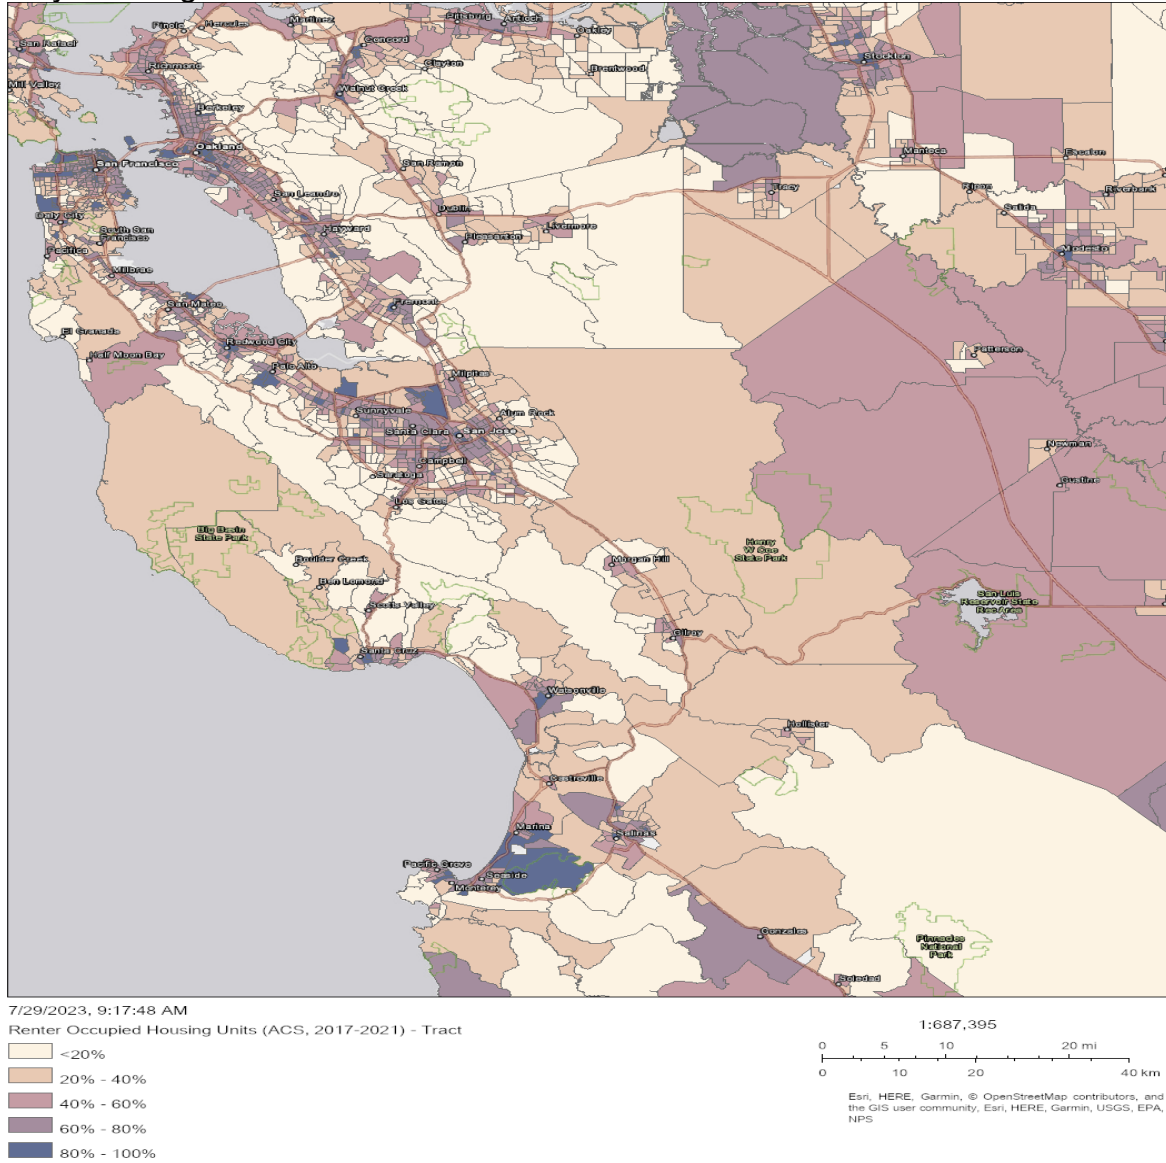 Pinole
Hercules
Martinez
Pittsburg
Antioch
Oakley
San Rafael
Concord
Stockton
Richmond
Clayton
Brentwood
Mill Valley
Walnut Creek
Berkeley
Oakland
Manteca
Escalon
San Francisco
San Ramon
Tracy
Ripon
Riverbank
San Leandro
Salida
Daly City
Dublin
Livermore
South San
Francisco
Hayward
Pleasanton
Modesto
Pacifica
Millbrae
San Mateo
Fremont
El Granada
Redwood City
Half Moon Bay
Patterson
Palo Alto
Milpitas
Sunnyvale
Alum Rock
Santa Clara
San Jose
Newman
Campbell
Saratoga
Gustine
Los Gatos
Big Basin
State Park
Henry
W Coe
State Park
Boulder Creek
Morgan Hill
Ben Lomond
San Luis
Reservoir State
Rec Area
Scotts Valley
Gilroy
Santa Cruz
Watsonville
Hollister
Castroville
Marina
Salinas
Pacific Grove
Seaside
Monterey
Gonzales
Pinnacles
National
Park
Soledad
7/29/2023, 9:17:48 AM
Renter Occupied Housing Units (ACS, 2017-2021) - Tract
<20%
20% - 40%
40% - 60%
60% - 80%
80% - 100%
1:687,395
0 5 10 20 mi
0 10 20 40 km
Esri, HERE, Garmin, © OpenStreetMap contributors, and
the GIS user community, Esri, HERE, Garmin, USGS, EPA,
NPS